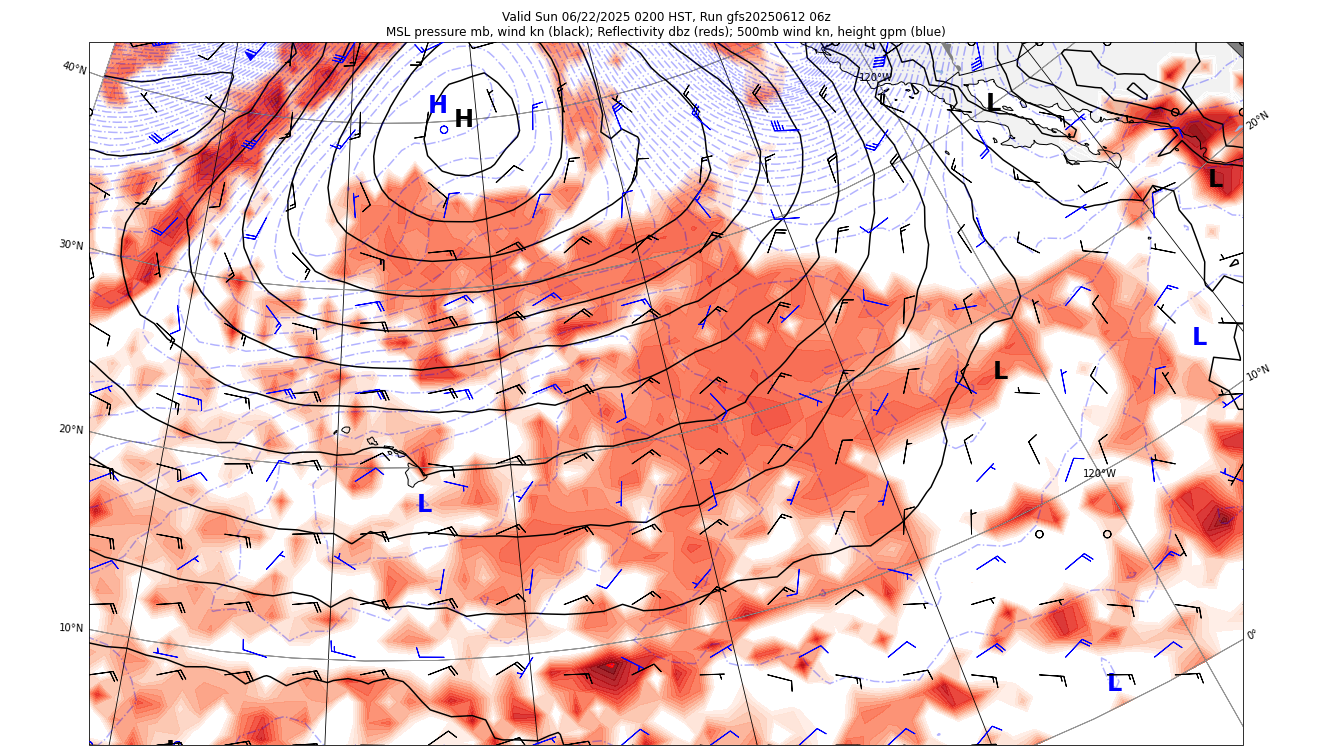 Valid Sun 06/22/2025 0200 HST, Run gfs20250612 06z
MSL pressure mb, wind kn (black); Reflectivity dbz (reds); 500mb wind kn, height gpm (blue)
40°N
120°W
H
H
L
20°N
L
30°N
L
L
10°N
20°N
120°W
L
10°N
0°
L